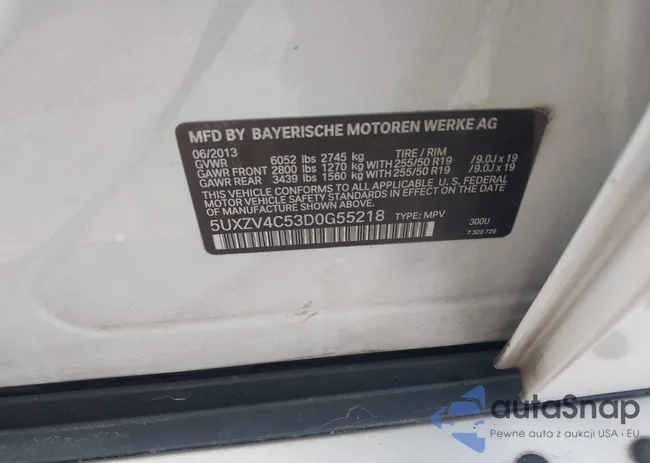 MFD BY BAYERISCHE MOTOREN WERKE AG
06/2013 TIRE / RIM
GVWR 6052 lbs 2745 kg
GAWR FRONT 2800 lbs 1270 kg WITH 255/50 R19 /9.0J x 19
GAWR REAR 3439 lbs 1560 kg WITH 255/50 R19 /9.0J x 19
THIS VEHICLE CONFORMS TO ALL APPLICABLE U.S. FEDERAL
MOTOR VEHICLE SAFETY STANDARDS IN EFFECT ON THE
DATE OF MANUFACTURE SHOWN ABOVE.
5UXZV4C53D0G55218 TYPE: MPV 300U
7 320 729
autaSnap
Pewne auta z aukcji USA i EU